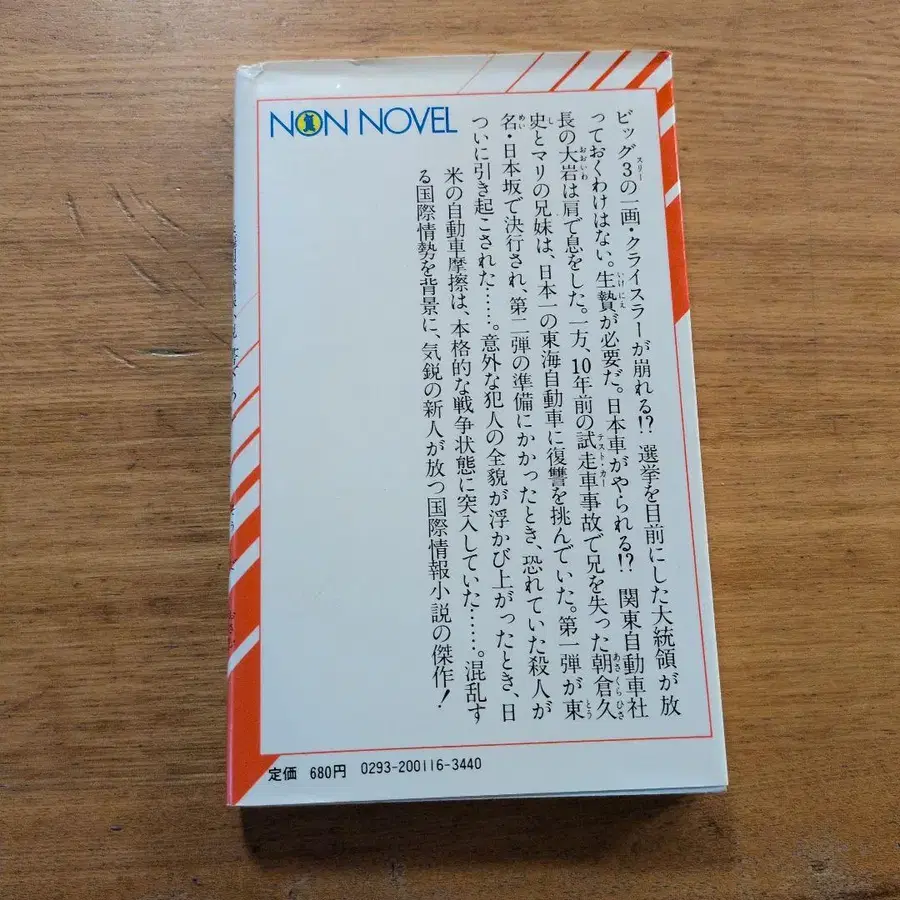 NON NOVEL
ビッグ3の一画・クライスラーが崩れる!? 選挙を目前にした大統領が放
っておくわけはない。生贄が必要だ。日本車がやられる!? 関東自動車社
長の大岩は肩で息をした。一方、10年前の試走車事故で兄を失った朝倉久
史とマリの兄妹は、日本一の東海自動車に復讐を挑んでいた。第一弾が東
名・日本坂で決行され、第二弾の準備にかかったとき、恐れていた殺人が
ついに引き起こされた……。意外な犯人の全貌が浮かび上がったとき、日
米の自動車摩擦は、本格的な戦争状態に突入していた……。混乱す
る国際情勢を背景に、気鋭の新人が放つ国際情報小説の傑作!
定価 680円 0293-200116-3440